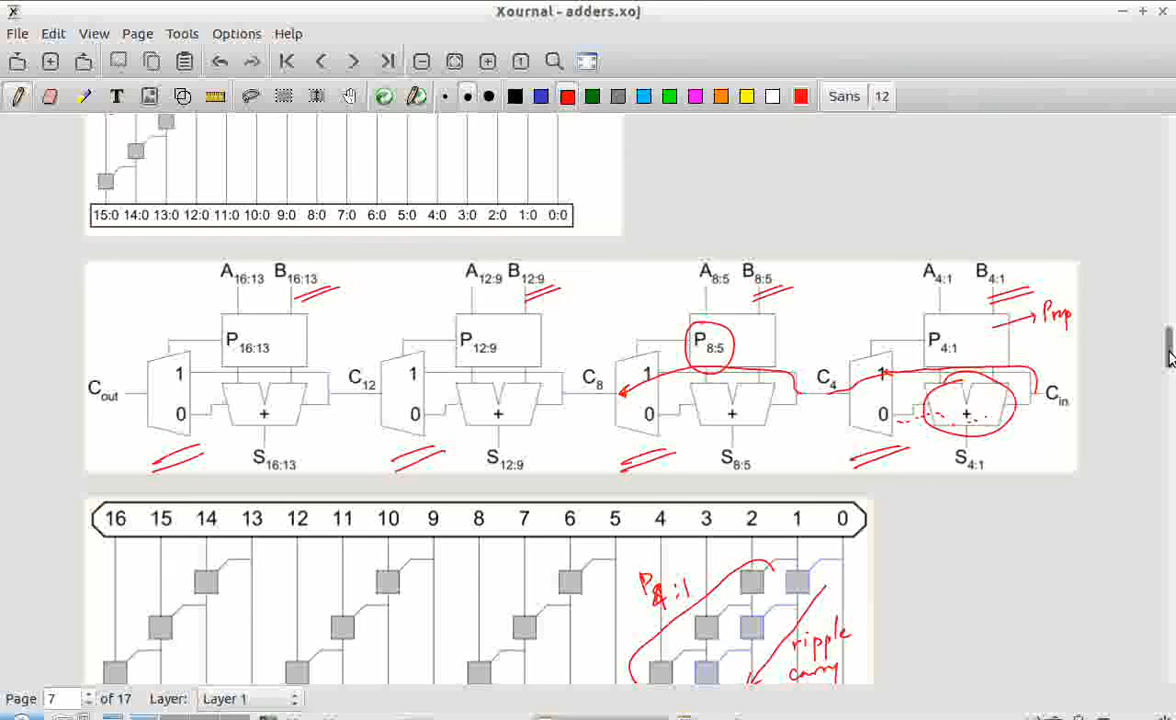 Xournal - adders.xoj
File Edit View Page Tools Options Help
T Sans 12
15:0 14:0 13:0 12:0 11:0 10:0 9:0 8:0 7:0 6:0 5:0 4:0 3:0 2:0 1:0 0:0
A16:13 B16:13 A12:9 B12:9 A8:5 B8:5 A4:1 B4:1
Prop
P16:13 P12:9 P8:5 P4:1
1 1 1 1
Cout C12 C8 C4 Cin
0 + 0 + 0 + 0 +
S16:13 S12:9 S8:5 S4:1
16 15 14 13 12 11 10 9 8 7 6 5 4 3 2 1 0
P4:1
ripple
carry
Page 7 of 17 Layer: Layer 1